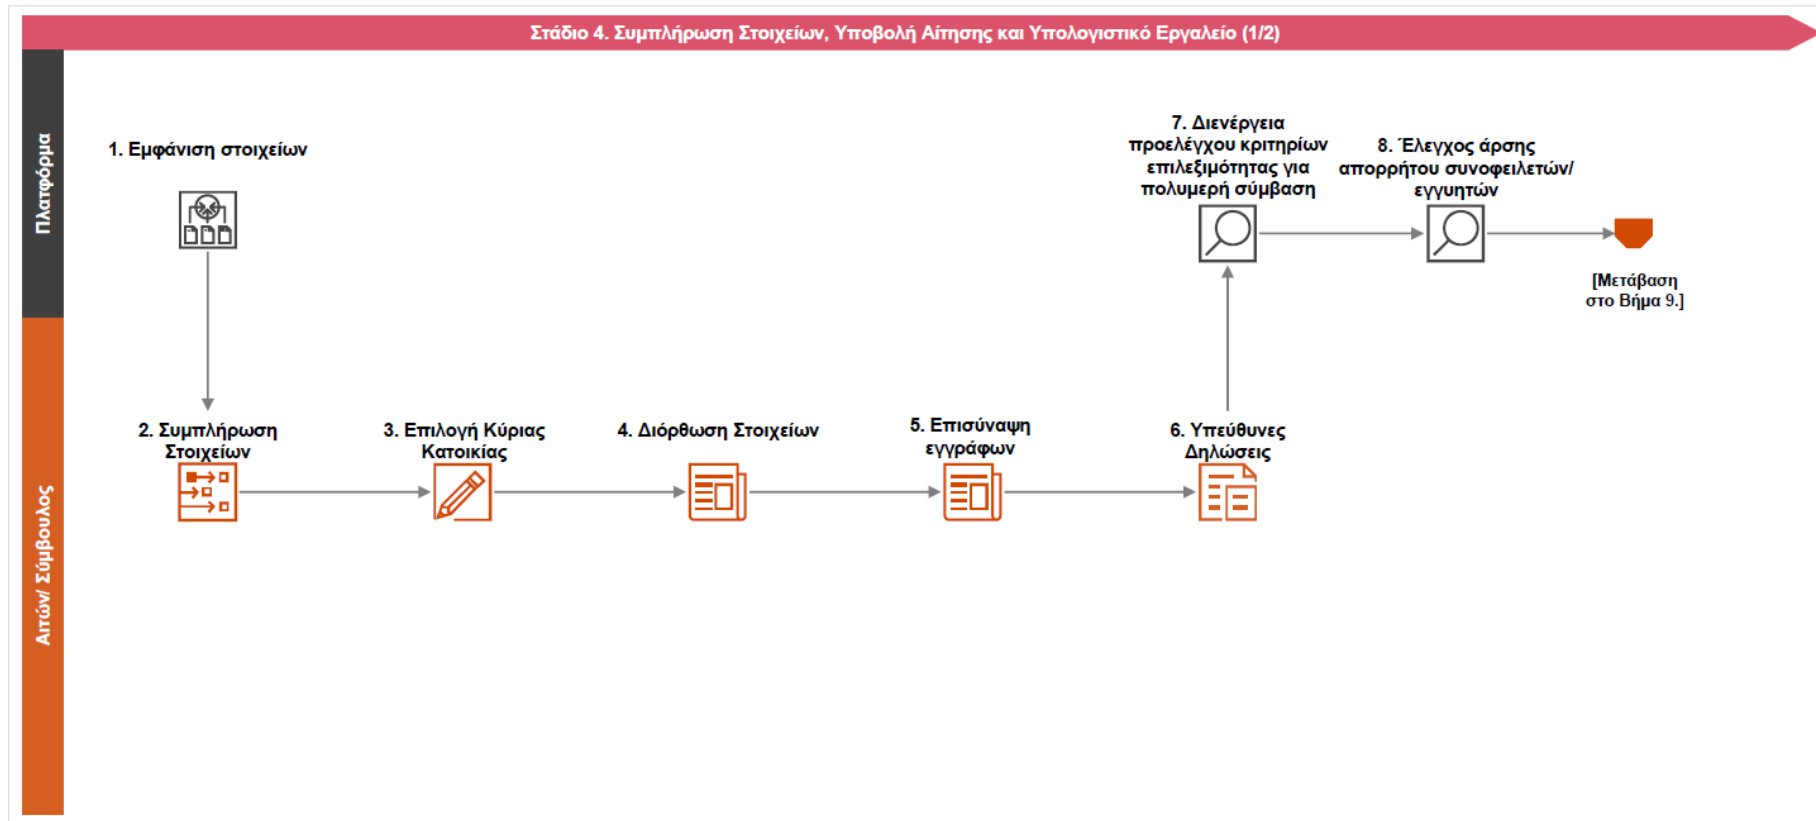 Στάδιο 4. Συμπλήρωση Στοιχείων, Υποβολή Αίτησης και Υπολογιστικό Εργαλείο (1/2)
Πλατφόρμα
1. Εμφάνιση στοιχείων
7. Διενέργεια
προελέγχου κριτηρίων
επιλεξιμότητας για
πολυμερή σύμβαση
8. Έλεγχος άρσης
απορρήτου συνοφειλετών/
εγγυητών
[Μετάβαση
στο Βήμα 9.]
Αιτών/ Σύμβουλος
2. Συμπλήρωση
Στοιχείων
3. Επιλογή Κύριας
Κατοικίας
4. Διόρθωση Στοιχείων
5. Επισύναψη
εγγράφων
6. Υπεύθυνες
Δηλώσεις